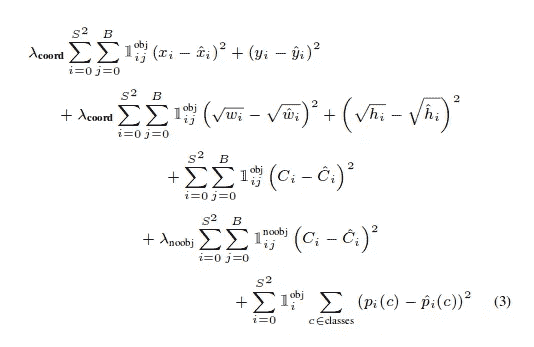 λ_coord ∑_{i=0}^{S^2} ∑_{j=0}^{B} 𝟙_{ij}^{obj} (x_i − x̂_i)^2 + (y_i − ŷ_i)^2
+ λ_coord ∑_{i=0}^{S^2} ∑_{j=0}^{B} 𝟙_{ij}^{obj} (√w_i − √ŵ_i)^2 + (√h_i − √ĥ_i)^2
+ ∑_{i=0}^{S^2} ∑_{j=0}^{B} 𝟙_{ij}^{obj} (C_i − Ĉ_i)^2
+ λ_noobj ∑_{i=0}^{S^2} ∑_{j=0}^{B} 𝟙_{ij}^{noobj} (C_i − Ĉ_i)^2
+ ∑_{i=0}^{S^2} 𝟙_i^{obj} ∑_{c∈classes} (p_i(c) − p̂_i(c))^2 (3)